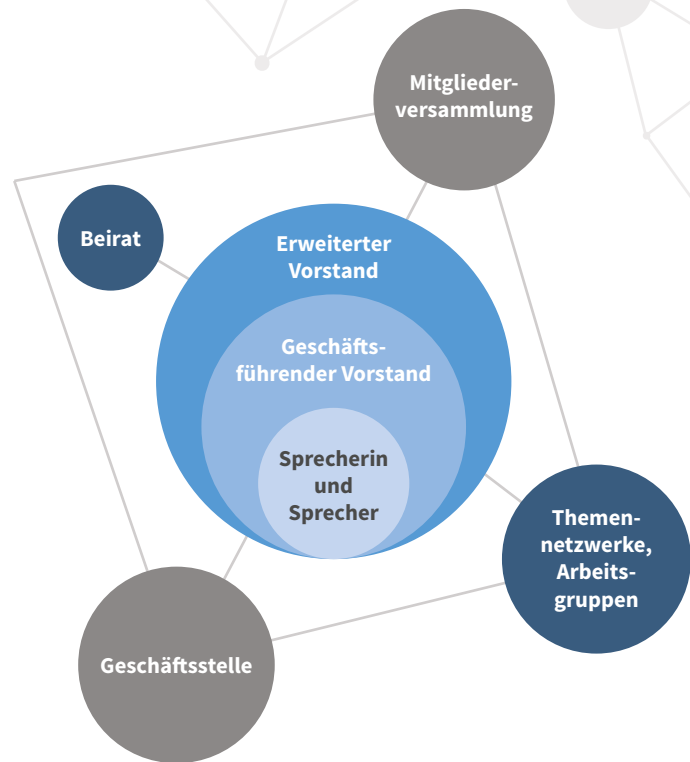 Mitglieder-
versammlung
Beirat
Erweiterter
Vorstand
Geschäfts-
führender Vorstand
Sprecherin
und
Sprecher
Themen-
netzwerke,
Arbeits-
gruppen
Geschäftsstelle